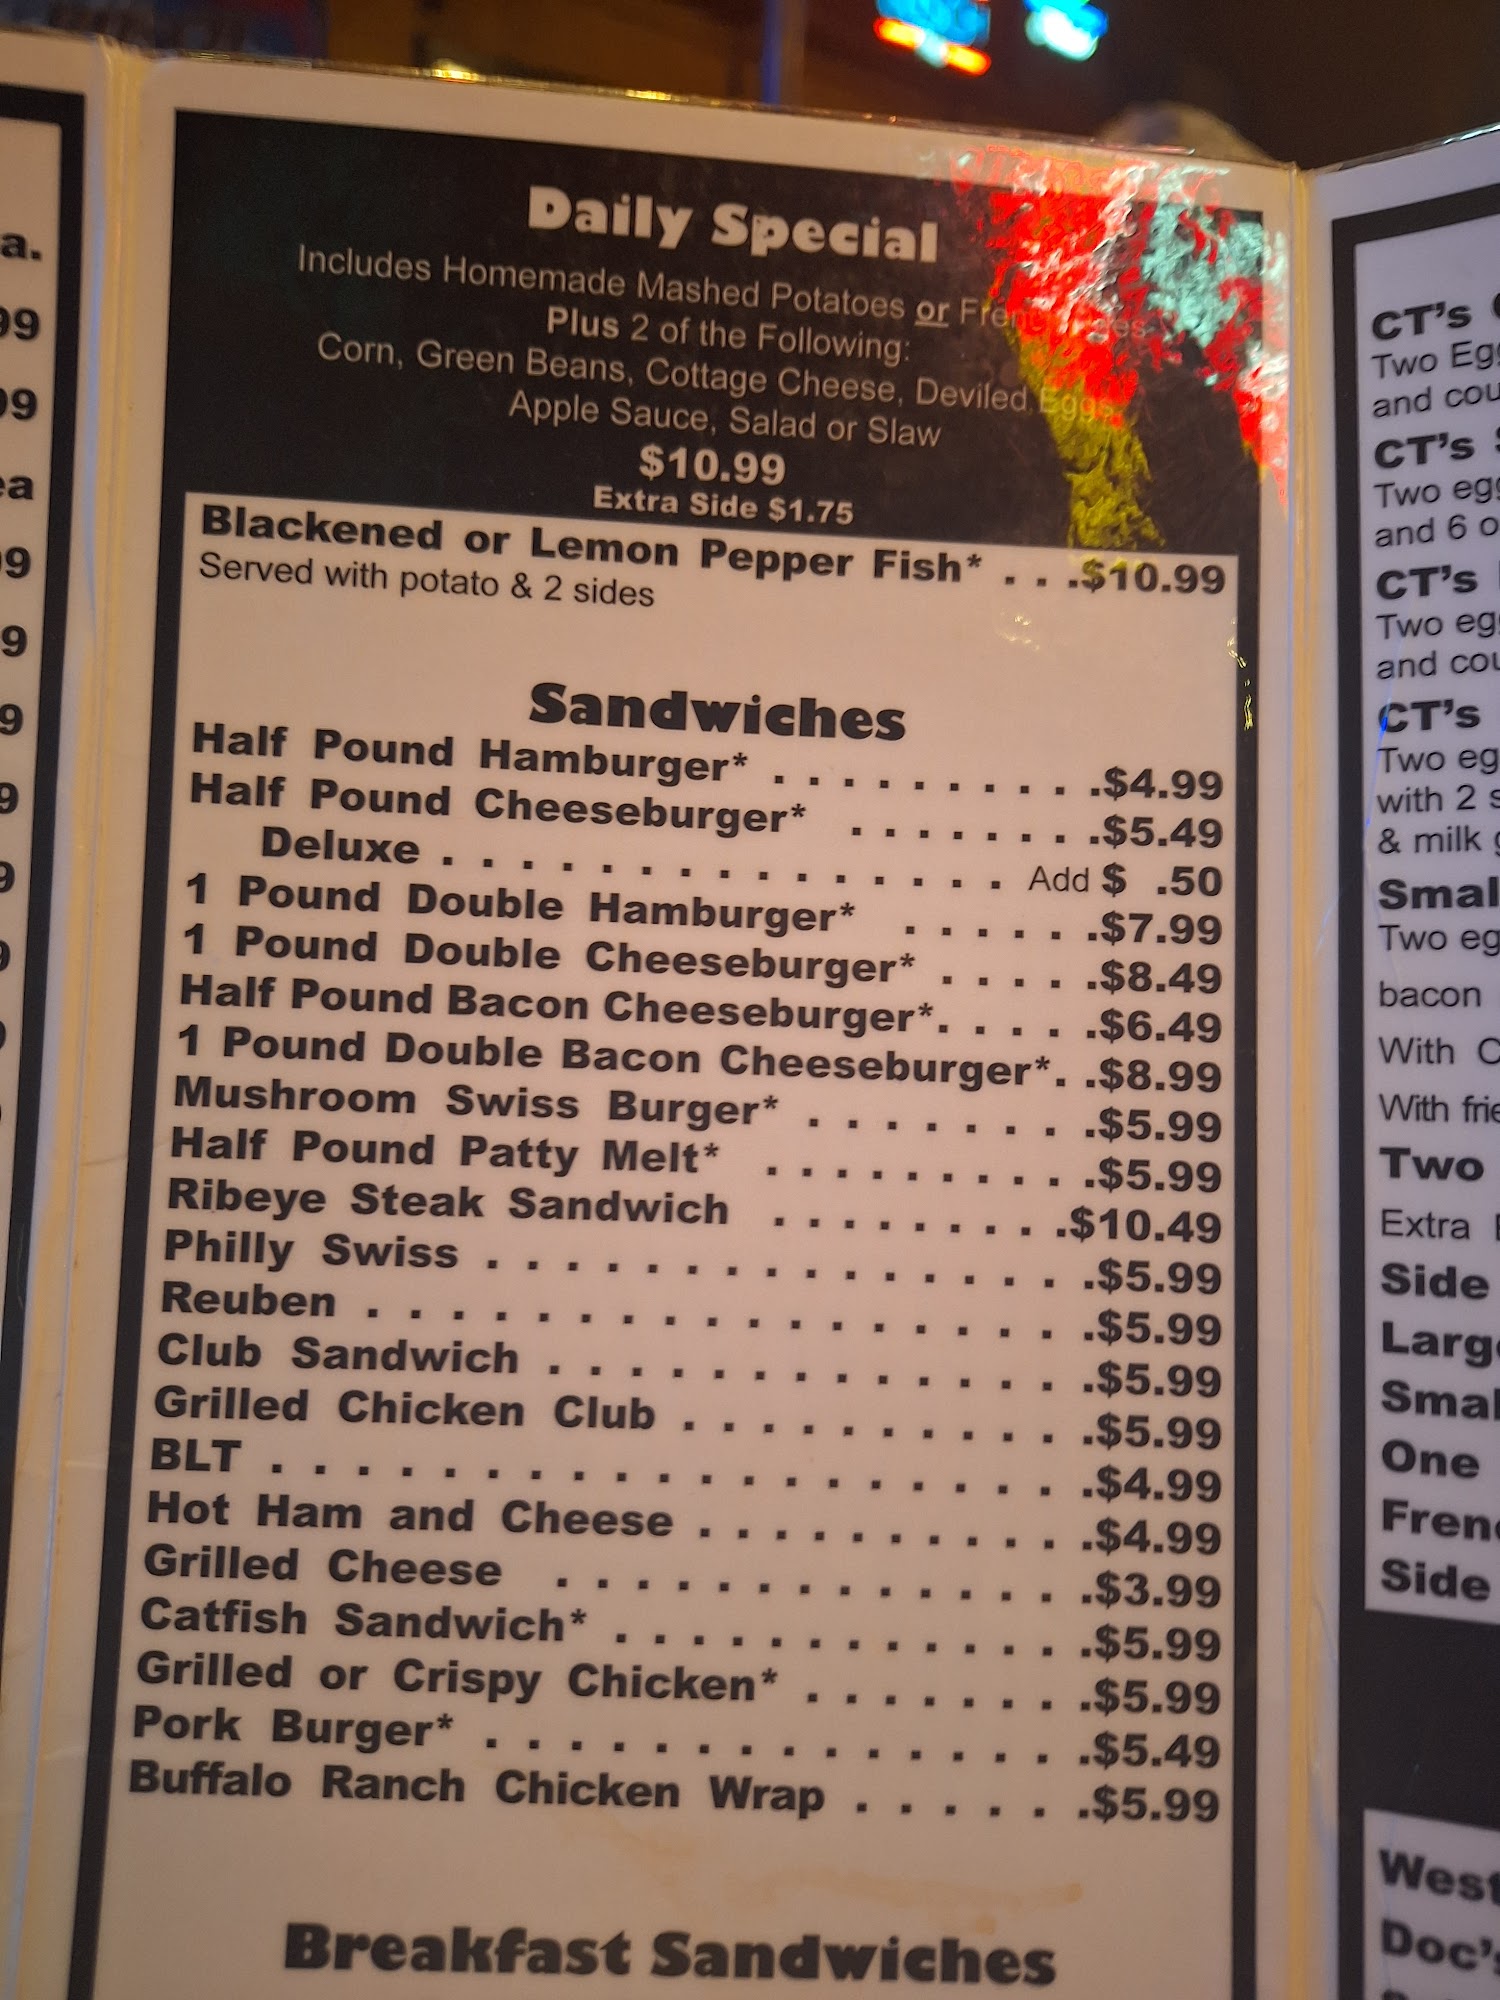 Daily Special
Includes Homemade Mashed Potatoes or French Fries
Plus 2 of the Following:
Corn, Green Beans, Cottage Cheese, Deviled Eggs,
Apple Sauce, Salad or Slaw
$10.99
Extra Side $1.75
Blackened or Lemon Pepper Fish* . . .$10.99
Served with potato & 2 sides
Sandwiches
Half Pound Hamburger* . . . . . . . . . .$4.99
Half Pound Cheeseburger* . . . . . . . .$5.49
Deluxe . . . . . . . . . . . . . . . Add $ .50
1 Pound Double Hamburger* . . . . . .$7.99
1 Pound Double Cheeseburger* . . . . .$8.49
Half Pound Bacon Cheeseburger*. . . . .$6.49
1 Pound Double Bacon Cheeseburger*. .$8.99
Mushroom Swiss Burger* . . . . . . . .$5.99
Half Pound Patty Melt* . . . . . . . . . .$5.99
Ribeye Steak Sandwich . . . . . . . . .$10.49
Philly Swiss . . . . . . . . . . . . . . . .$5.99
Reuben . . . . . . . . . . . . . . . . . .$5.99
Club Sandwich . . . . . . . . . . . . . .$5.99
Grilled Chicken Club . . . . . . . . . . .$5.99
BLT . . . . . . . . . . . . . . . . . . . .$4.99
Hot Ham and Cheese . . . . . . . . . . .$4.99
Grilled Cheese . . . . . . . . . . . . . .$3.99
Catfish Sandwich* . . . . . . . . . . . .$5.99
Grilled or Crispy Chicken* . . . . . . . .$5.99
Pork Burger* . . . . . . . . . . . . . . .$5.49
Buffalo Ranch Chicken Wrap . . . . . .$5.99
Breakfast Sandwiches
CT's
Two
and
CT's
Two
and 6
CT's
Two
and
CT's
Two
with 2
& milk
Two
bacon
With
With
Two
Extra
Side
One
Side